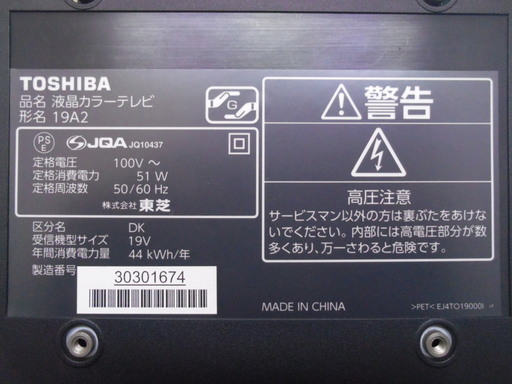 TOSHIBA
品名 液晶カラーテレビ
形名 19A2
G
PS
E
JQA JQ10437
定格電圧 100V ～
定格消費電力 51 W
定格周波数 50/60 Hz
株式会社 東芝
区分名 DK
受信機型サイズ 19V
年間消費電力量 44 kWh/年
製造番号 30301674
警告
高圧注意
サービスマン以外の方は裏ぶたをあけな
いでください。内部には高電圧部分が数
多くあり、万一さわると危険です。
MADE IN CHINA
>PET< EJ4TO19000I